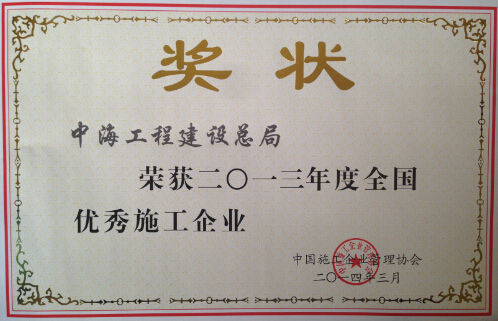 奖状
中海工程建设总局
荣获二〇一三年度全国
优秀施工企业
中国施工企业管理协会
二〇一四年三月